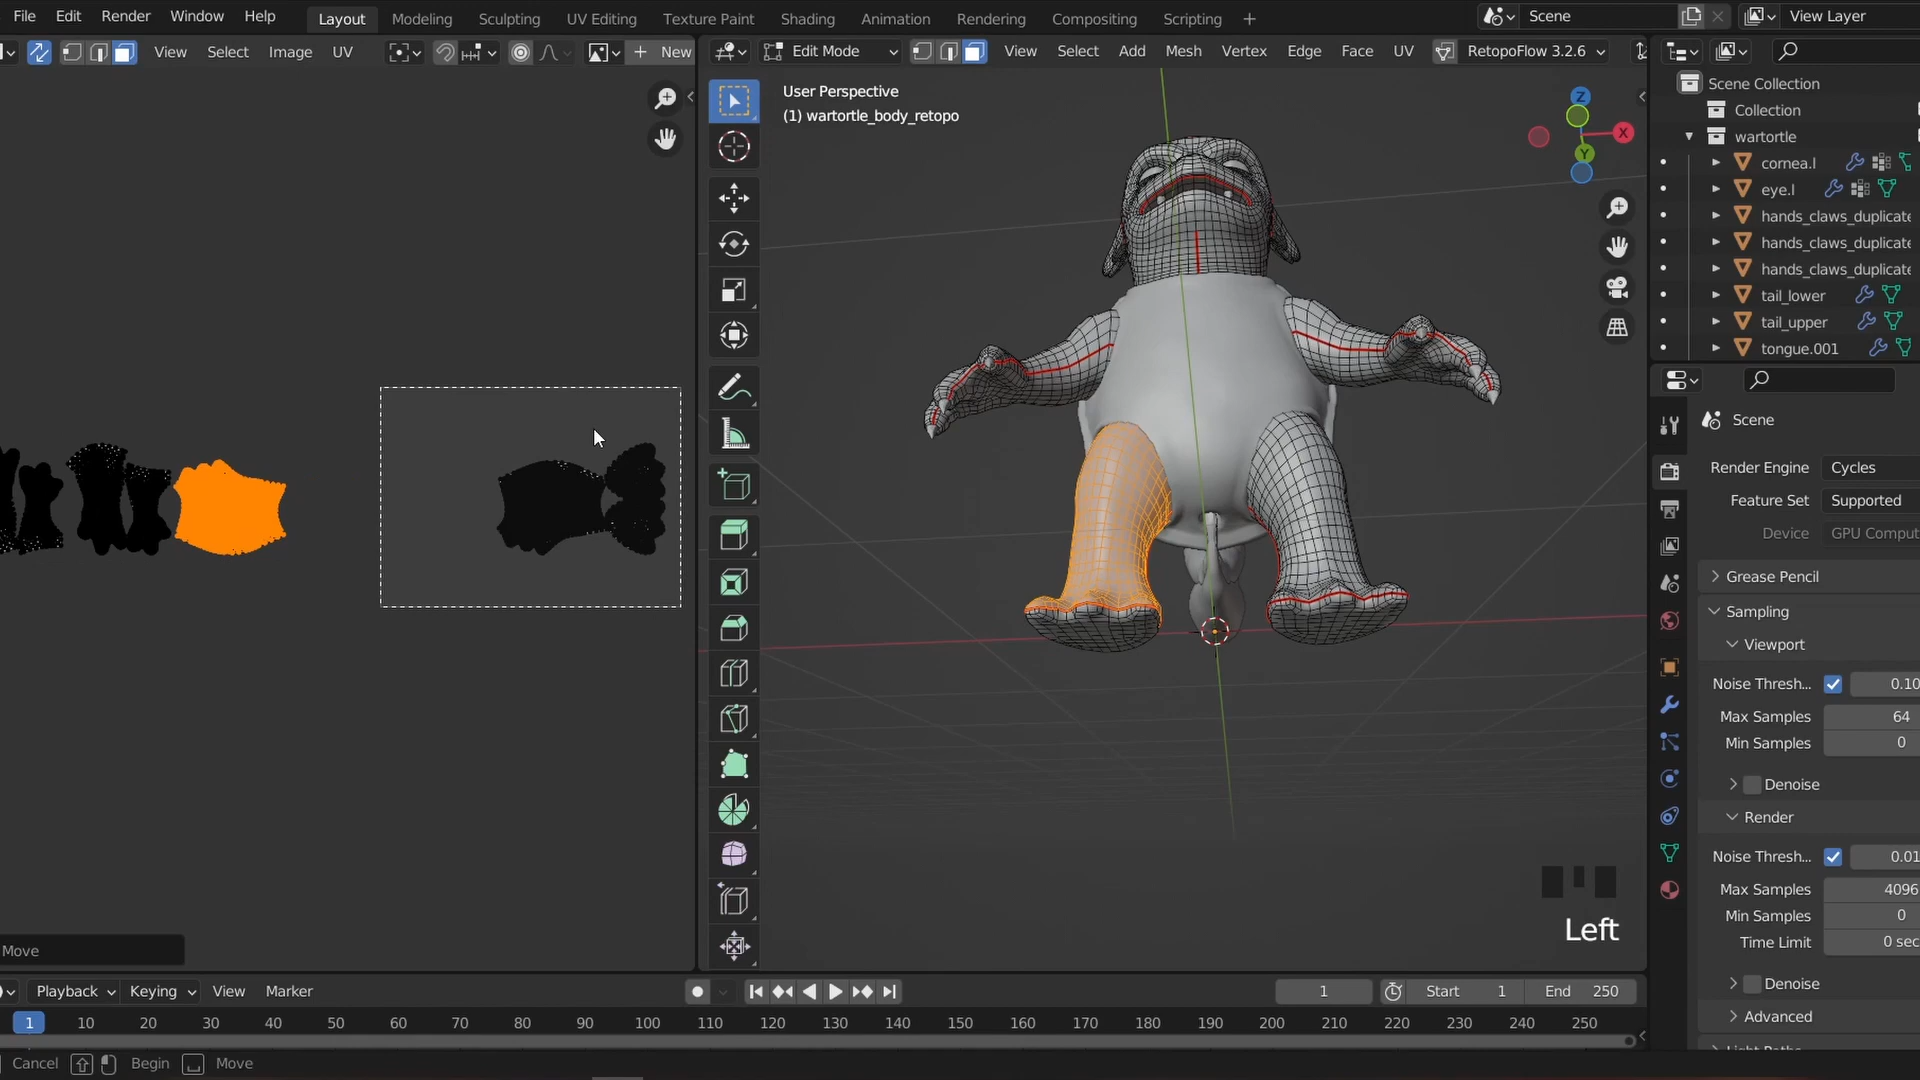 File Edit Render Window Help Layout Modeling Sculpting UV Editing Texture Paint Shading Animation Rendering Compositing Scripting + Scene View Layer
View Select Image UV New Edit Mode View Select Add Mesh Vertex Edge Face UV RetopoFlow 3.2.6
User Perspective
(1) wartortle_body_retopo
Z
X
Y
Scene Collection
Collection
wartortle
cornea.l
eye.l
hands_claws_duplicate
hands_claws_duplicate
hands_claws_duplicate
tail_lower
tail_upper
tongue.001
Scene
Render Engine Cycles
Feature Set Supported
Device GPU Comput
Grease Pencil
Sampling
Viewport
Noise Thresh... 0.10
Max Samples 64
Min Samples 0
Denoise
Render
Noise Thresh... 0.01
Max Samples 4096
Min Samples 0
Time Limit 0 sec
Denoise
Advanced
Left
Move
Playback Keying View Marker 1 Start 1 End 250
1 10 20 30 40 50 60 70 80 90 100 110 120 130 140 150 160 170 180 190 200 210 220 230 240 250
Cancel Begin Move